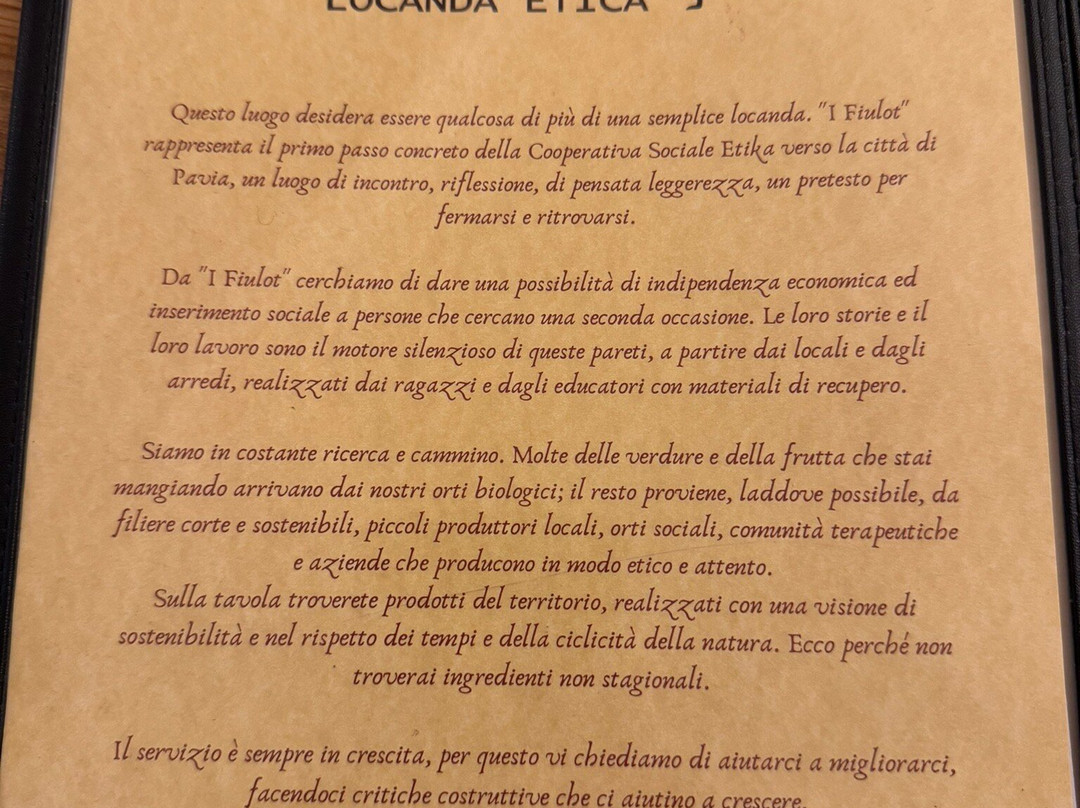 LOCANDA ETICA
Questo luogo desidera essere qualcosa di più di una semplice locanda. "I Fiulot"
rappresenta il primo passo concreto della Cooperativa Sociale Etika verso la città di
Pavia, un luogo di incontro, riflessione, di pensata leggerezza, un pretesto per
fermarsi e ritrovarsi.
Da "I Fiulot" cerchiamo di dare una possibilità di indipendenza economica ed
inserimento sociale a persone che cercano una seconda occasione. Le loro storie e il
loro lavoro sono il motore silenzioso di queste pareti, a partire dai locali e dagli
arredi, realizzati dai ragazzi e dagli educatori con materiali di recupero.
Siamo in costante ricerca e cammino. Molte delle verdure e della frutta che stai
mangiando arrivano dai nostri orti biologici; il resto proviene, laddove possibile, da
filiere corte e sostenibili, piccoli produttori locali, orti sociali, comunità terapeutiche
e aziende che producono in modo etico e attento.
Sulla tavola troverete prodotti del territorio, realizzati con una visione di
sostenibilità e nel rispetto dei tempi e della ciclicità della natura. Ecco perché non
troverai ingredienti non stagionali.
Il servizio è sempre in crescita, per questo vi chiediamo di aiutarci a migliorarci,
facendoci critiche costruttive che ci aiutino a crescere.